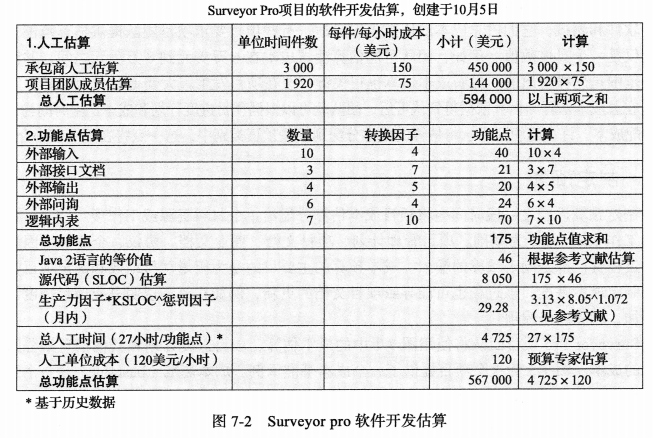 Surveyor Pro项目的软件开发估算，创建于10月5日
1.人工估算 单位时间件数 每件/每小时成本（美元） 小计（美元） 计算
承包商人工估算 3 000 150 450 000 3 000 ×150
项目团队成员估算 1 920 75 144 000 1 920×75
总人工估算 594 000 以上两项之和
2.功能点估算 数量 转换因子 功能点 计算
外部输入 10 4 40 10×4
外部接口文档 3 7 21 3×7
外部输出 4 5 20 4×5
外部问询 6 4 24 6×4
逻辑内表 7 10 70 7×10
总功能点 175 功能点值求和
Java 2语言的等价值 46 根据参考文献估算
源代码（SLOC）估算 8 050 175 ×46
生产力因子*KSLOC^惩罚因子（月内） 29.28 3.13×8.05^1.072（见参考文献）
总人工时间（27小时/功能点）* 4 725 27×175
人工单位成本（120美元/小时） 120 预算专家估算
总功能点估算 567 000 4 725×120
* 基于历史数据
图 7-2 Surveyor pro 软件开发估算